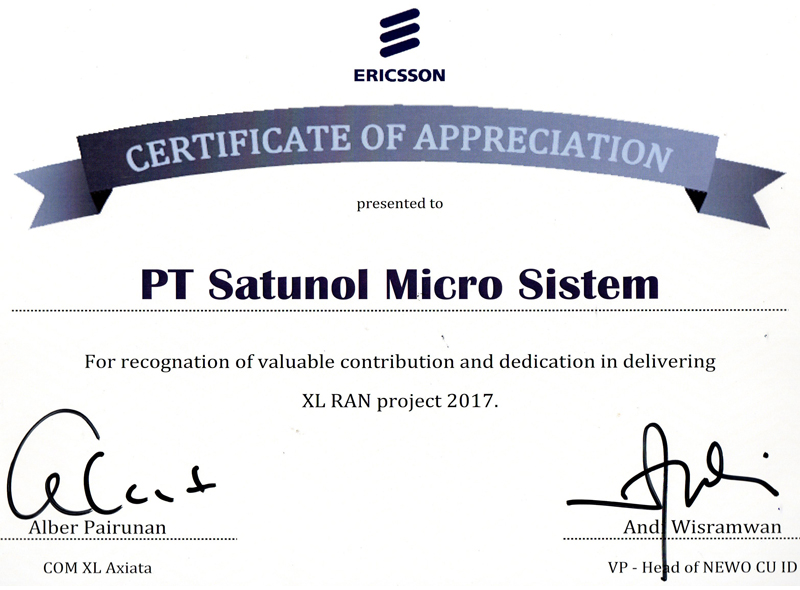 ERICSSON
CERTIFICATE OF APPRECIATION
presented to
PT Satunol Micro Sistem
For recognation of valuable contribution and dedication in delivering
XL RAN project 2017.
Alber Pairunan
Andi Wisramwan
COM XL Axiata
VP - Head of NEWO CU ID